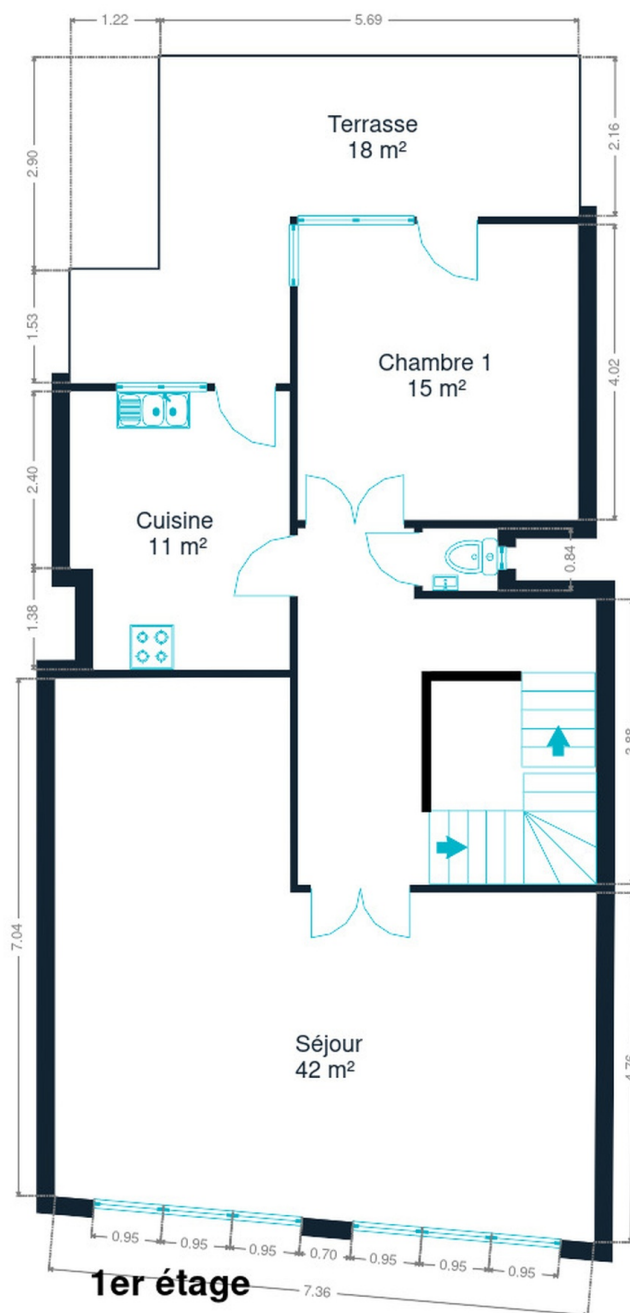 1.22
5.69
Terrasse
18 m²
2.90
2.16
1.53
Chambre 1
15 m²
4.02
2.40
Cuisine
11 m²
0.84
1.38
7.04
Séjour
42 m²
0.95
0.95
0.95
0.70
0.95
0.95
0.95
1er étage
7.36